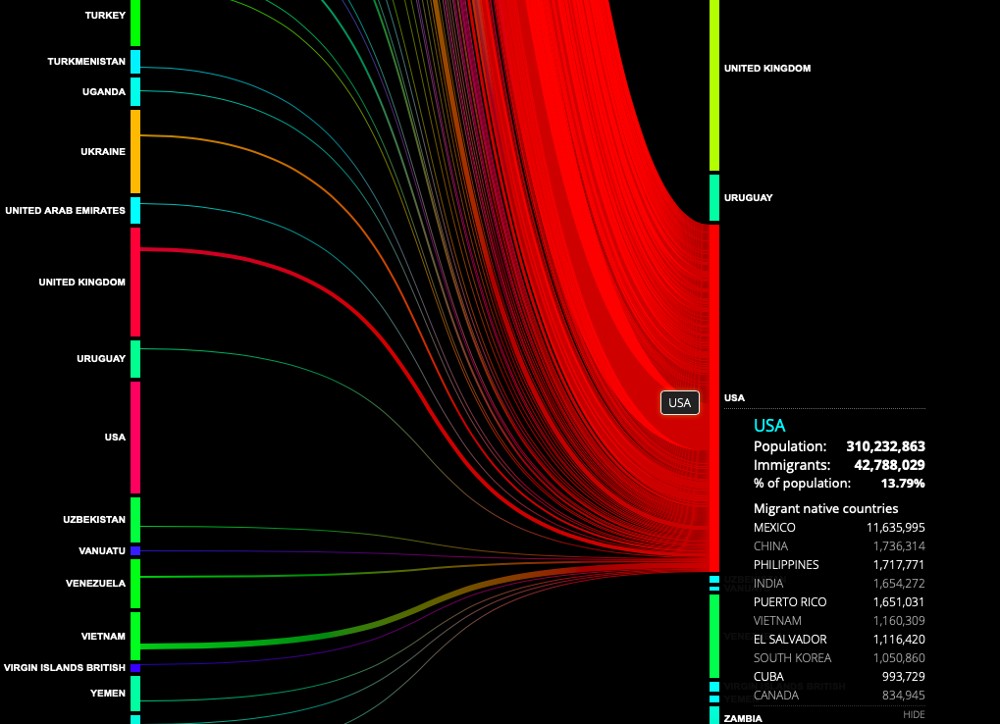 TURKEY
TURKMENISTAN
UGANDA
UKRAINE
UNITED ARAB EMIRATES
UNITED KINGDOM
URUGUAY
USA
UZBEKISTAN
VANUATU
VENEZUELA
VIETNAM
VIRGIN ISLANDS BRITISH
YEMEN
USA
UNITED KINGDOM
URUGUAY
USA
USA
Population: 310,232,863
Immigrants: 42,788,029
% of population: 13.79%
Migrant native countries
MEXICO 11,635,995
CHINA 1,736,314
PHILIPPINES 1,717,771
INDIA 1,654,272
PUERTO RICO 1,651,031
VIETNAM 1,160,309
EL SALVADOR 1,116,420
SOUTH KOREA 1,050,860
CUBA 993,729
CANADA 834,945
HIDE
ZAMBIA